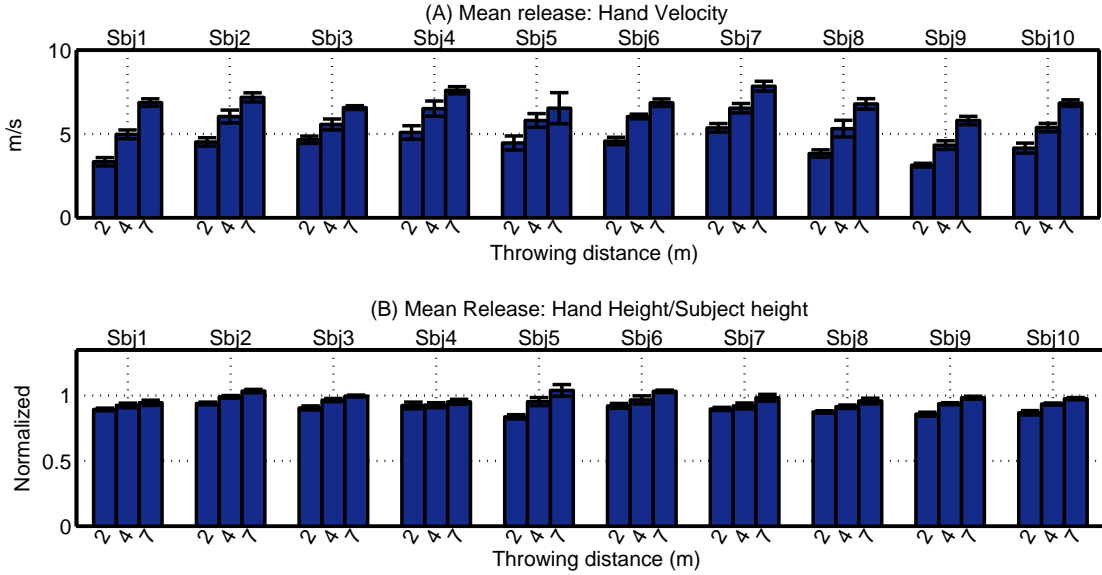 (A) Mean release: Hand Velocity
Sbj1 Sbj2 Sbj3 Sbj4 Sbj5 Sbj6 Sbj7 Sbj8 Sbj9 Sbj10
10
5
0
m/s
2 4 7 2 4 7 2 4 7 2 4 7 2 4 7 2 4 7 2 4 7 2 4 7 2 4 7 2 4 7
Throwing distance (m)
(B) Mean Release: Hand Height/Subject height
Sbj1 Sbj2 Sbj3 Sbj4 Sbj5 Sbj6 Sbj7 Sbj8 Sbj9 Sbj10
1
0.5
0
Normalized
2 4 7 2 4 7 2 4 7 2 4 7 2 4 7 2 4 7 2 4 7 2 4 7 2 4 7 2 4 7
Throwing distance (m)